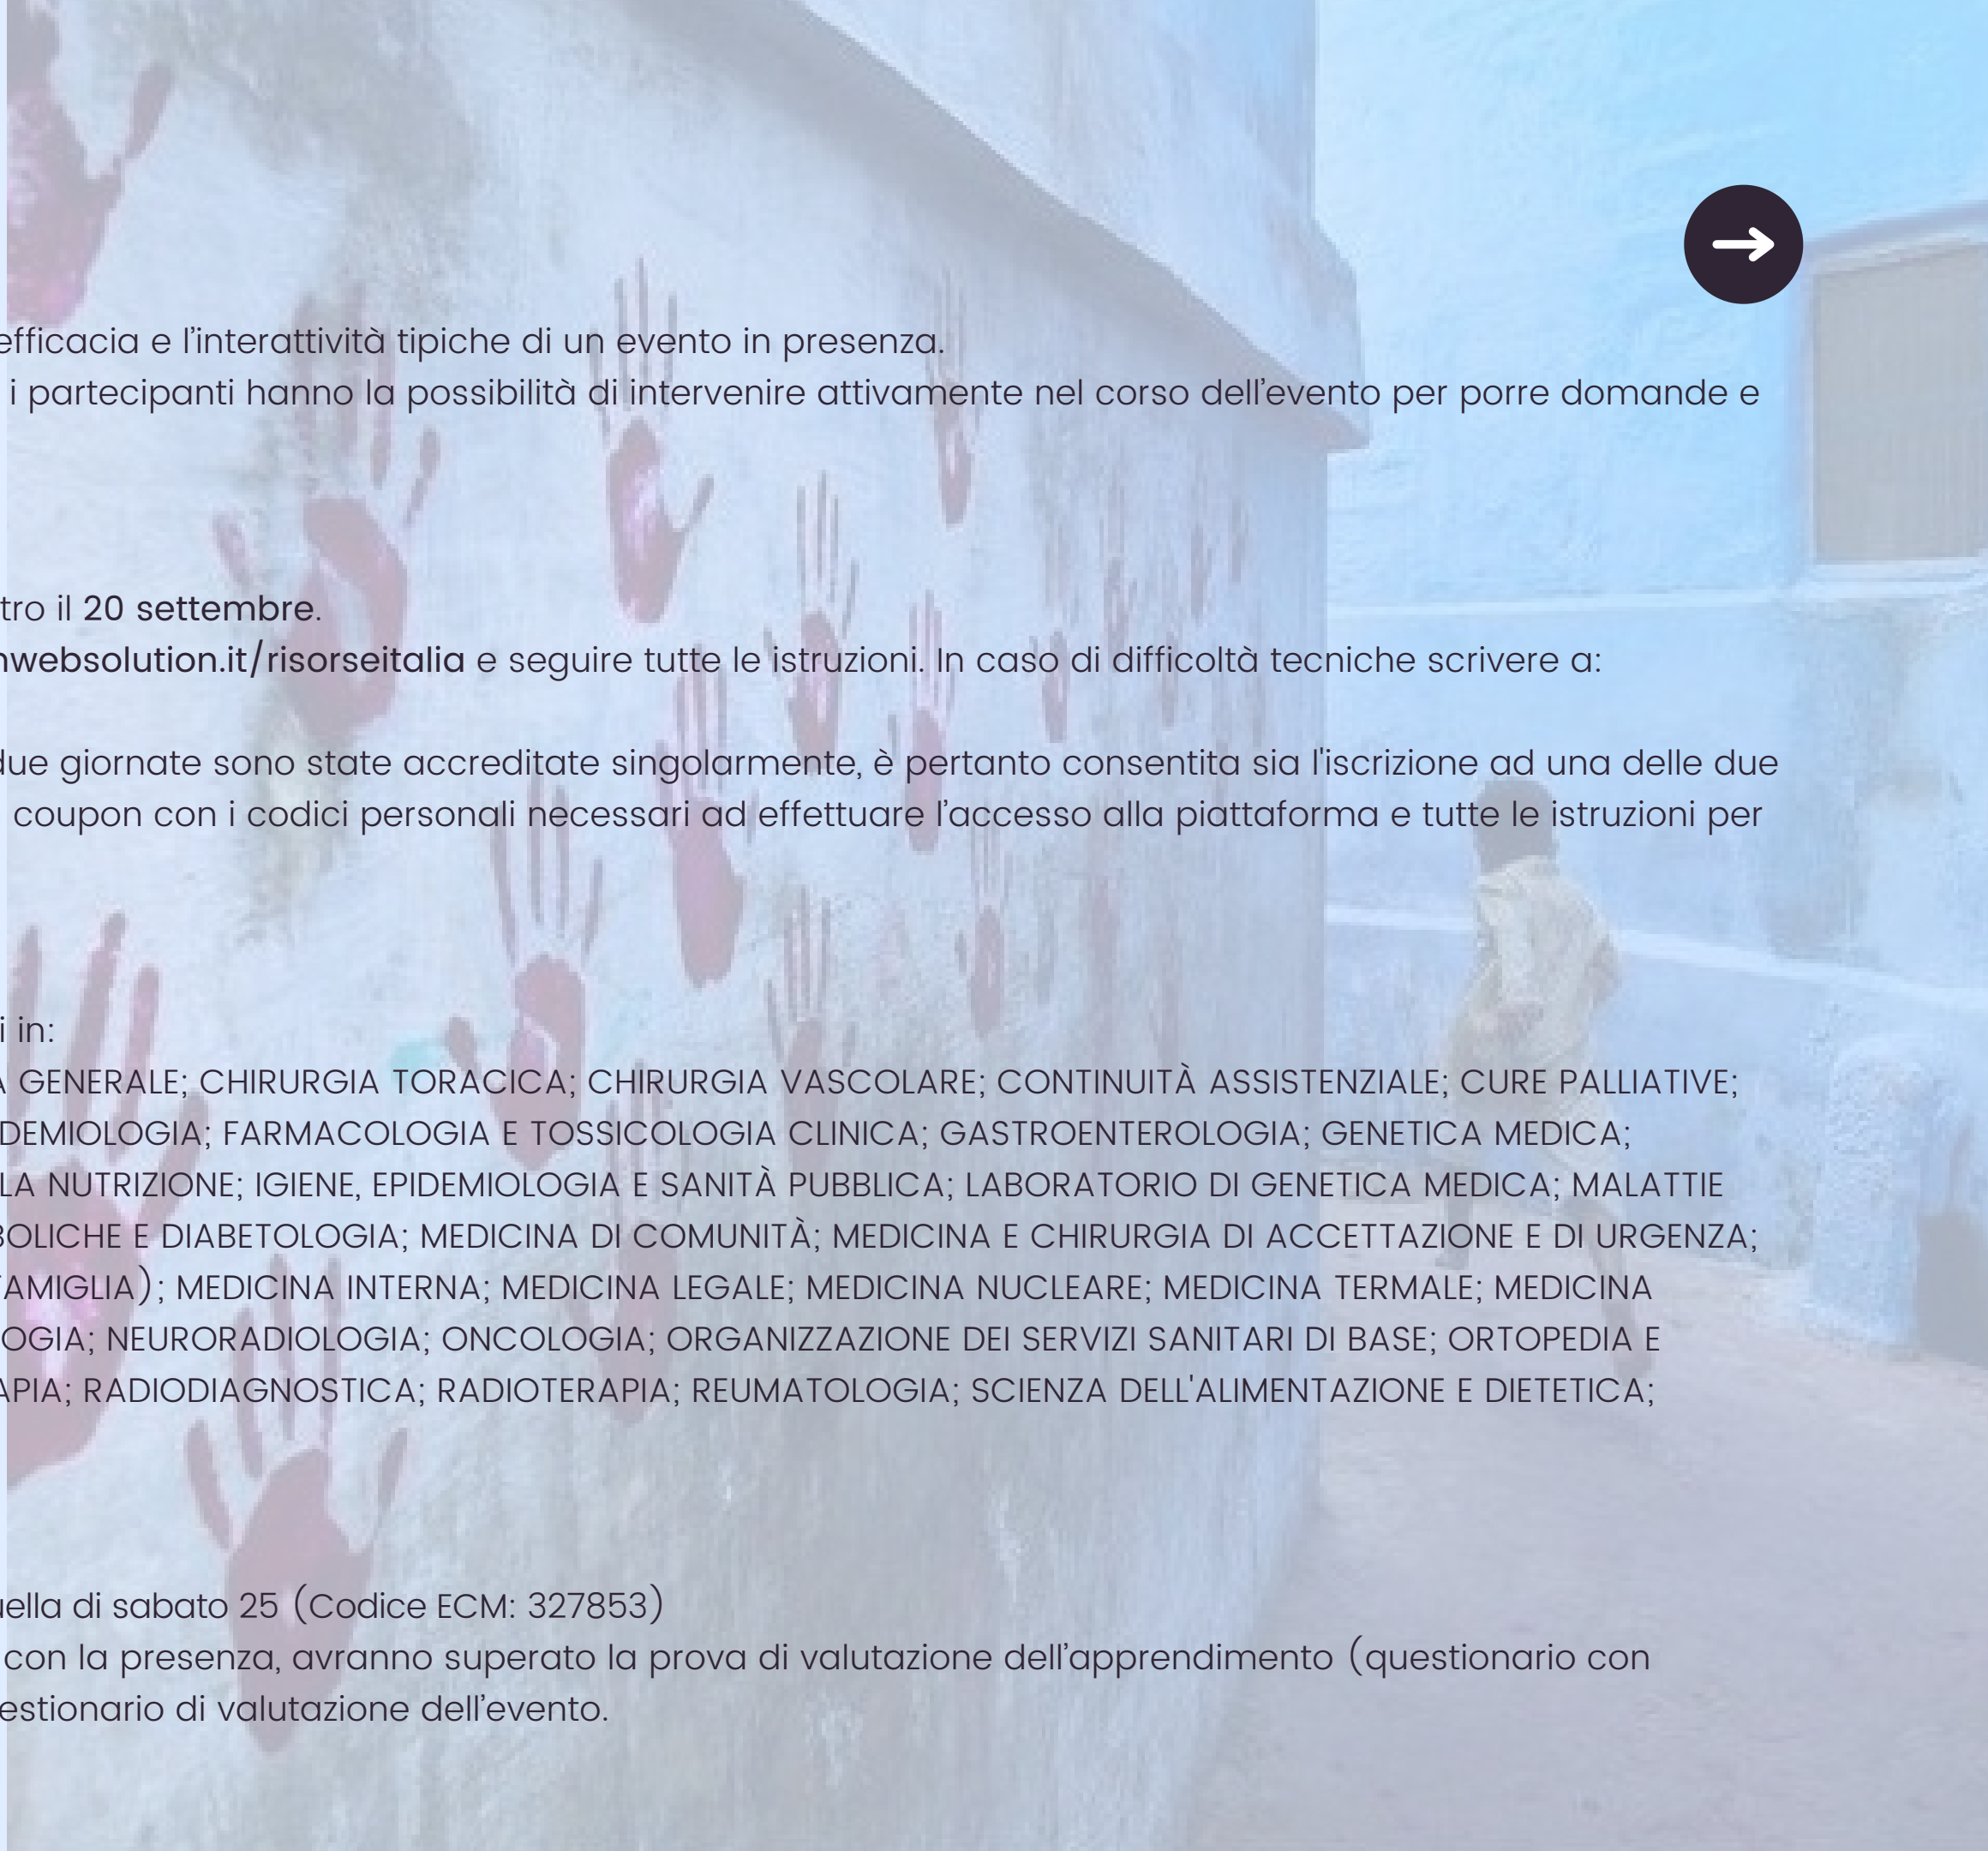 efficacia e l’interattività tipiche di un evento in presenza.
i partecipanti hanno la possibilità di intervenire attivamente nel corso dell’evento per porre domande e
tro il 20 settembre.
nwebsolution.it/risorseitalia e seguire tutte le istruzioni. In caso di difficoltà tecniche scrivere a:
due giornate sono state accreditate singolarmente, è pertanto consentita sia l'iscrizione ad una delle due
coupon con i codici personali necessari ad effettuare l’accesso alla piattaforma e tutte le istruzioni per
i in:
A GENERALE; CHIRURGIA TORACICA; CHIRURGIA VASCOLARE; CONTINUITÀ ASSISTENZIALE; CURE PALLIATIVE;
DEMIOLOGIA; FARMACOLOGIA E TOSSICOLOGIA CLINICA; GASTROENTEROLOGIA; GENETICA MEDICA;
LA NUTRIZIONE; IGIENE, EPIDEMIOLOGIA E SANITÀ PUBBLICA; LABORATORIO DI GENETICA MEDICA; MALATTIE
BOLICHE E DIABETOLOGIA; MEDICINA DI COMUNITÀ; MEDICINA E CHIRURGIA DI ACCETTAZIONE E DI URGENZA;
FAMIGLIA); MEDICINA INTERNA; MEDICINA LEGALE; MEDICINA NUCLEARE; MEDICINA TERMALE; MEDICINA
OGIA; NEURORADIOLOGIA; ONCOLOGIA; ORGANIZZAZIONE DEI SERVIZI SANITARI DI BASE; ORTOPEDIA E
APIA; RADIODIAGNOSTICA; RADIOTERAPIA; REUMATOLOGIA; SCIENZA DELL'ALIMENTAZIONE E DIETETICA;
uella di sabato 25 (Codice ECM: 327853)
con la presenza, avranno superato la prova di valutazione dell’apprendimento (questionario con
estionario di valutazione dell’evento.